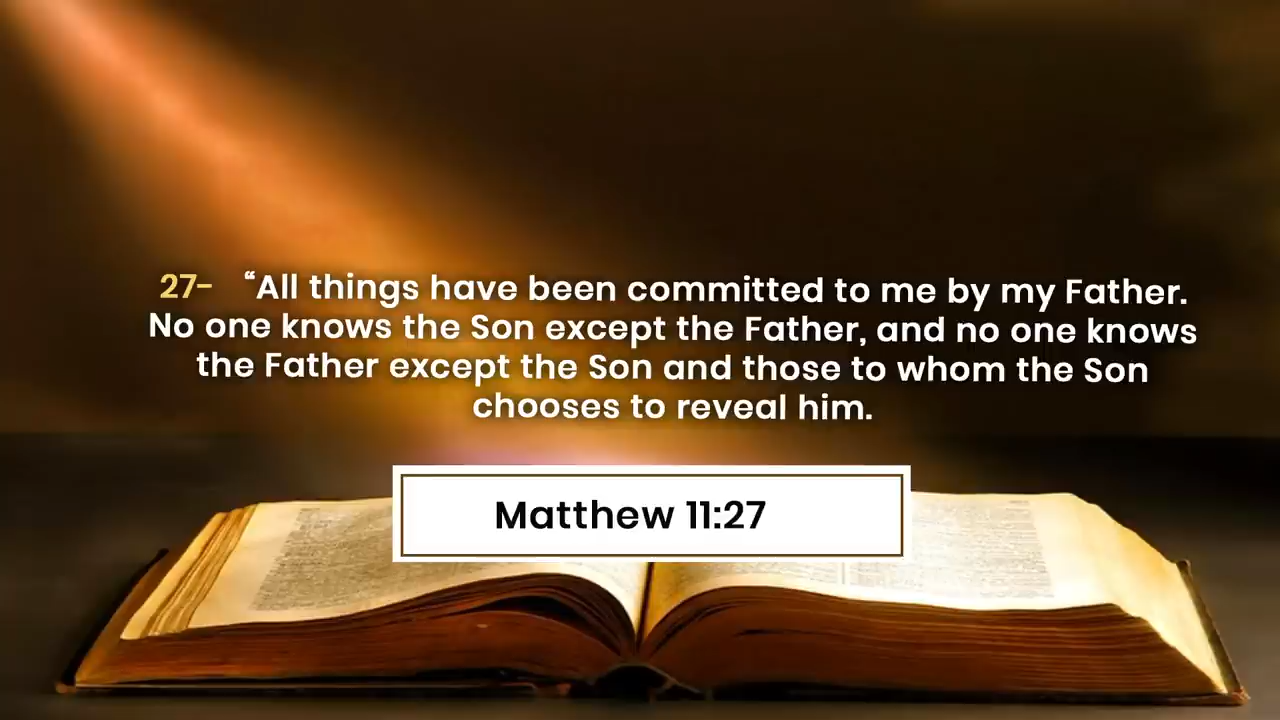 27- “All things have been committed to me by my Father.
No one knows the Son except the Father, and no one knows
the Father except the Son and those to whom the Son
chooses to reveal him.
Matthew 11:27